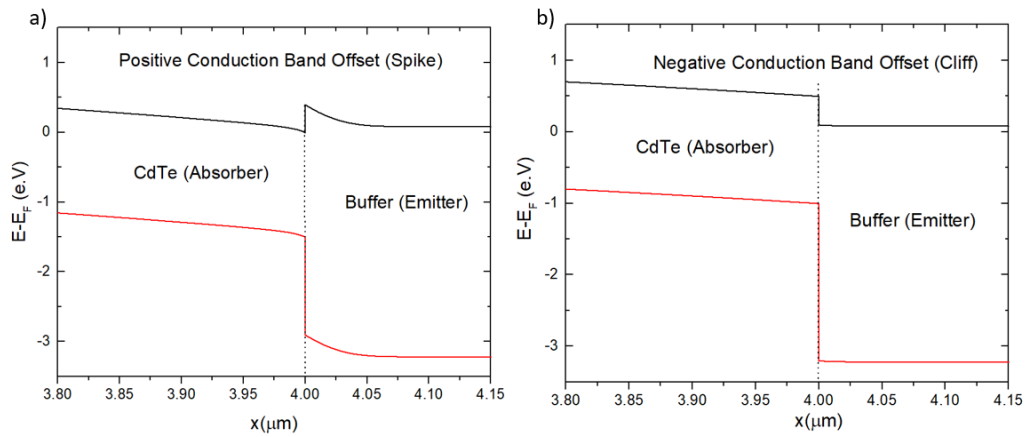 a)
Positive Conduction Band Offset (Spike)
CdTe (Absorber)
Buffer (Emitter)
E-E_F (e.V)
1
0
-1
-2
-3
3.80 3.85 3.90 3.95 4.00 4.05 4.10 4.15
x(μm)
b)
Negative Conduction Band Offset (Cliff)
CdTe (Absorber)
Buffer (Emitter)
E-E_F (e.V)
1
0
-1
-2
-3
3.80 3.85 3.90 3.95 4.00 4.05 4.10 4.15
x(μm)